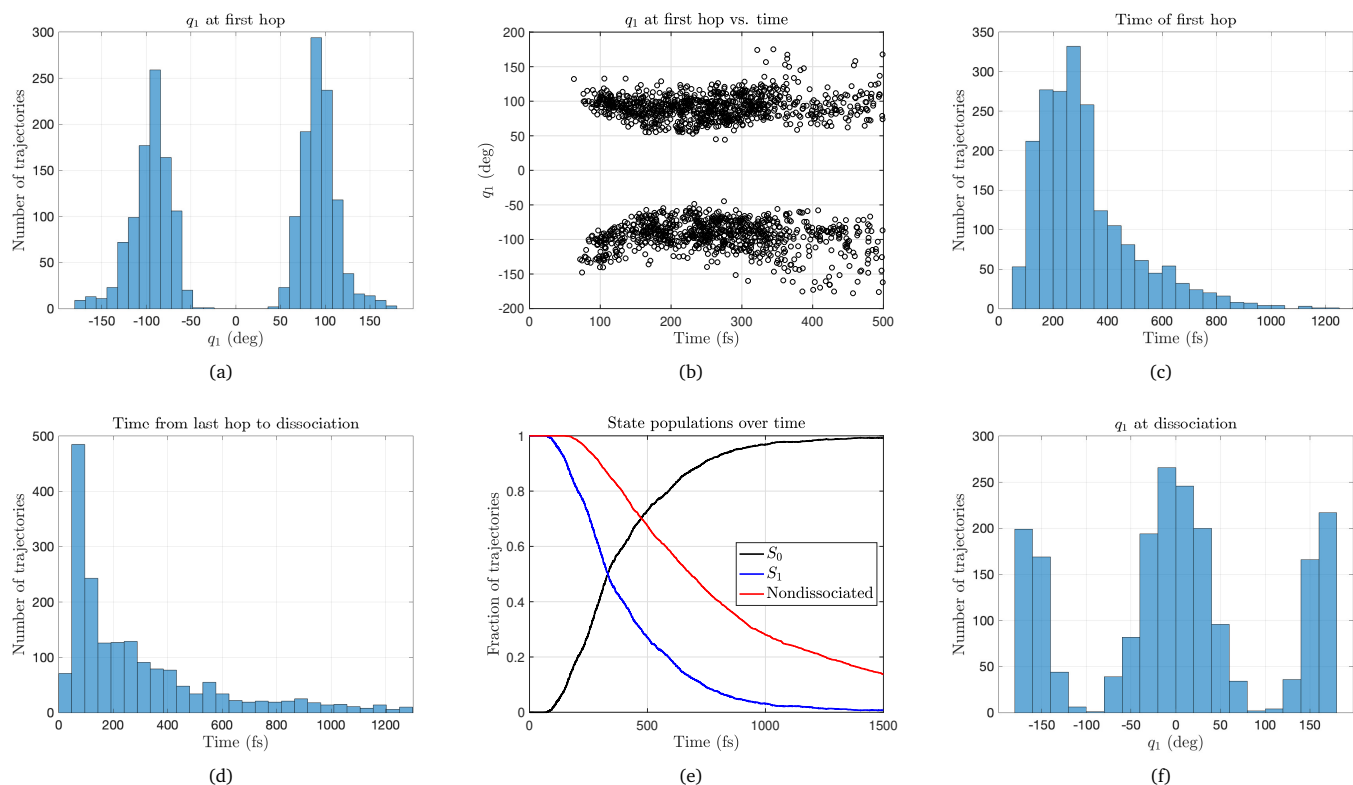 q₁ at first hop
Number of trajectories
300
250
200
150
100
50
0
-150 -100 -50 0 50 100 150
q₁ (deg)
(a)
q₁ at first hop vs. time
q₁ (deg)
200
150
100
50
0
-50
-100
-150
-200
0 100 200 300 400 500
Time (fs)
(b)
Time of first hop
Number of trajectories
350
300
250
200
150
100
50
0
0 200 400 600 800 1000 1200
Time (fs)
(c)
Time from last hop to dissociation
Number of trajectories
500
400
300
200
100
0
0 200 400 600 800 1000 1200
Time (fs)
(d)
State populations over time
Fraction of trajectories
1
0.8
0.6
0.4
0.2
0
S₀
S₁
Nondissociated
0 500 1000 1500
Time (fs)
(e)
q₁ at dissociation
Number of trajectories
300
250
200
150
100
50
0
-150 -100 -50 0 50 100 150
q₁ (deg)
(f)